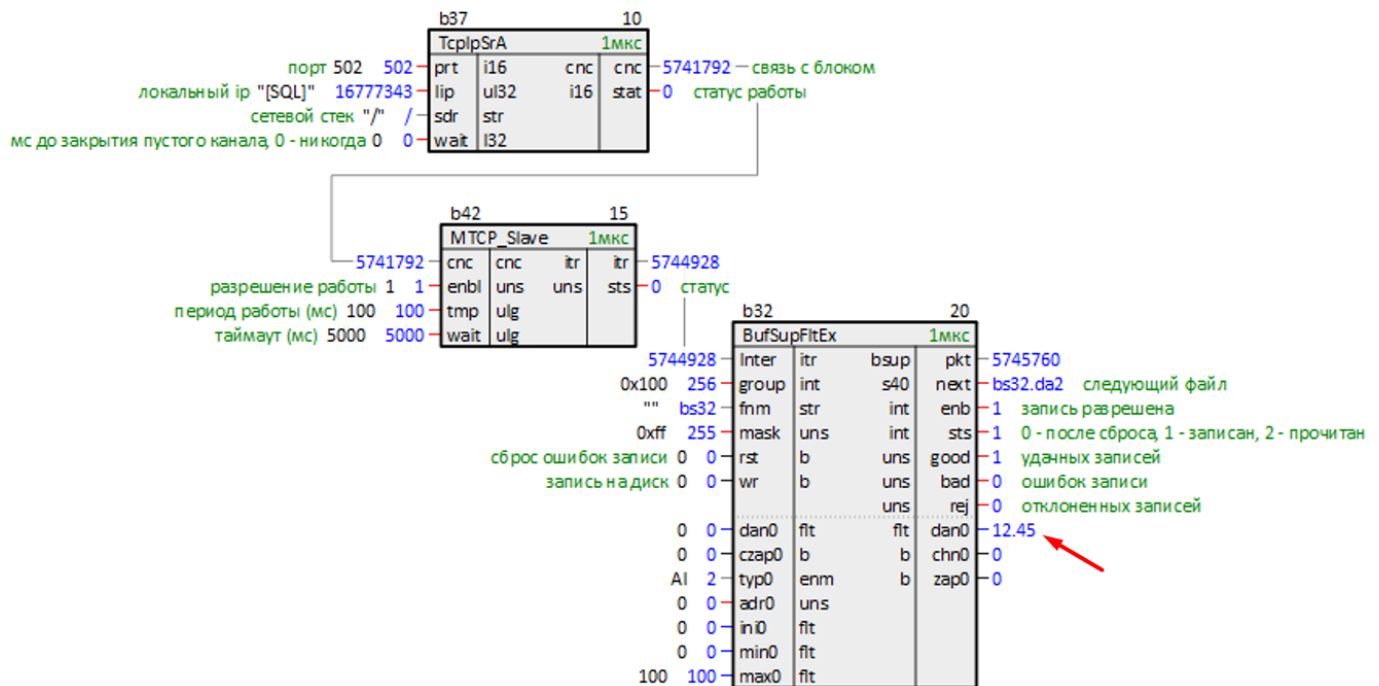 b37 10
TcpIpSrA 1мкс
порт 502 502 prt i16 cnc cnc 5741792 связь с блоком
локальный ip "[SQL]" 16777343 lip ul32 i16 stat 0 статус работы
сетевой стек "/" / sdr str
мс до закрытия пустого канала, 0 - никогда 0 0 wait l32
b42 15
MTCP_Slave 1мкс
5741792 cnc cnc itr itr 5744928
разрешение работы 1 1 enbl uns uns sts 0 статус
период работы (мс) 100 100 tmp ulg
таймаут (мс) 5000 5000 wait ulg
b32 20
BufSupFltEx 1мкс
5744928 Inter itr bsup pkt 5745760
0x100 256 group int s40 next bs32.da2 следующий файл
"" bs32 fnm str int enb 1 запись разрешена
0xff 255 mask uns int sts 1 0 - после сброса, 1 - записан, 2 - прочитан
сброс ошибок записи 0 0 rst b uns good 1 удачных записей
запись на диск 0 0 wr b uns bad 0 ошибок записи
uns rej 0 отклоненных записей
0 0 dan0 flt flt dan0 12.45
0 0 czap0 b b chn0 0
AI 2 typ0 enm b zap0 0
0 0 adr0 uns
0 0 ini0 flt
0 0 min0 flt
100 100 max0 flt